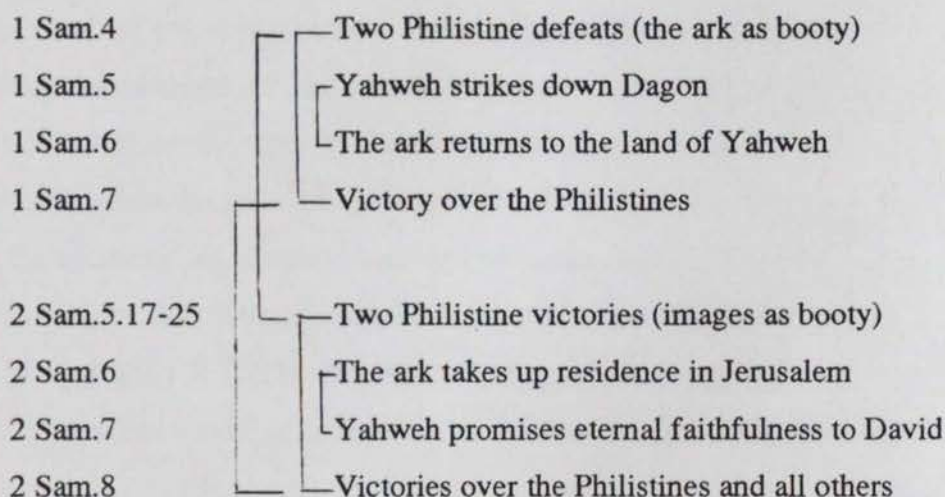 1 Sam.4 Two Philistine defeats (the ark as booty)
1 Sam.5 Yahweh strikes down Dagon
1 Sam.6 The ark returns to the land of Yahweh
1 Sam.7 Victory over the Philistines
2 Sam.5.17-25 Two Philistine victories (images as booty)
2 Sam.6 The ark takes up residence in Jerusalem
2 Sam.7 Yahweh promises eternal faithfulness to David
2 Sam.8 Victories over the Philistines and all others